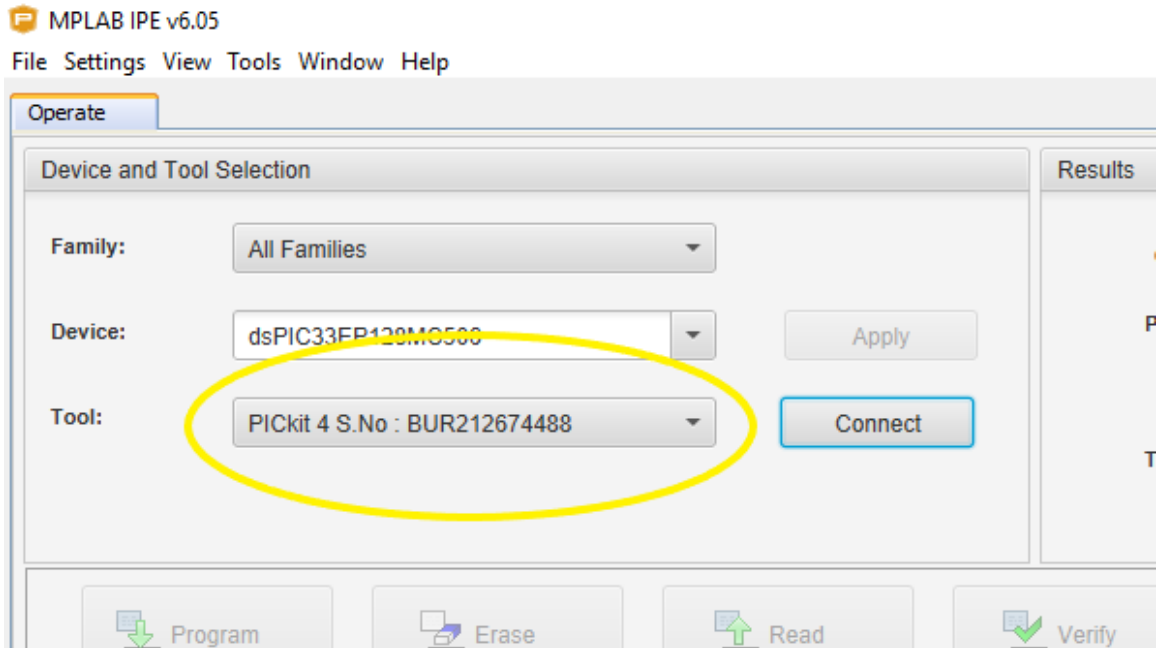 MPLAB IPE v6.05
File Settings View Tools Window Help
Operate
Device and Tool Selection
Results
Family:
All Families
Device:
Apply
Tool:
PICkit 4 S.No : BUR212674488
Connect
P
T
Program
Erase
Read
Verify